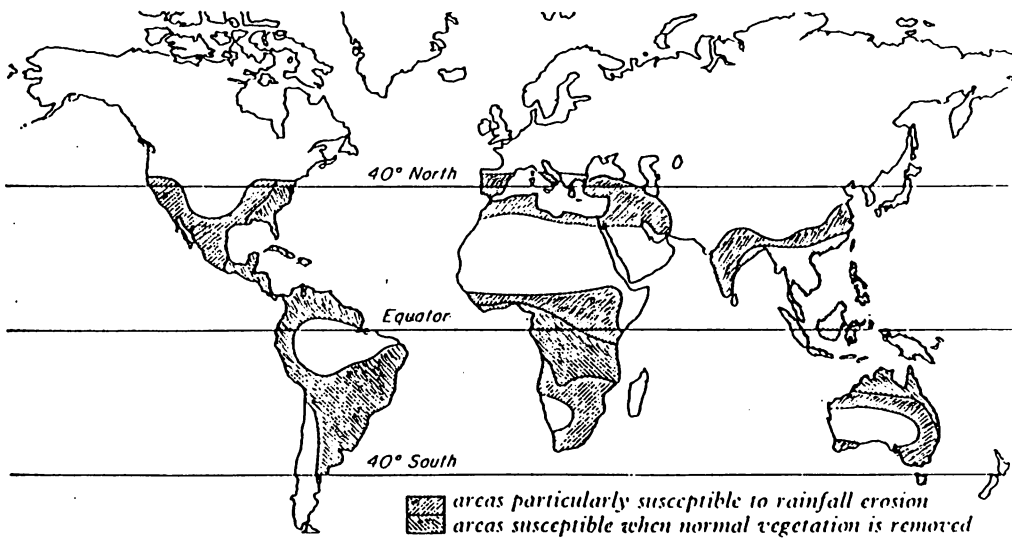 40° North
Equator
40° South
areas particularly susceptible to rainfall erosion
areas susceptible when normal vegetation is removed